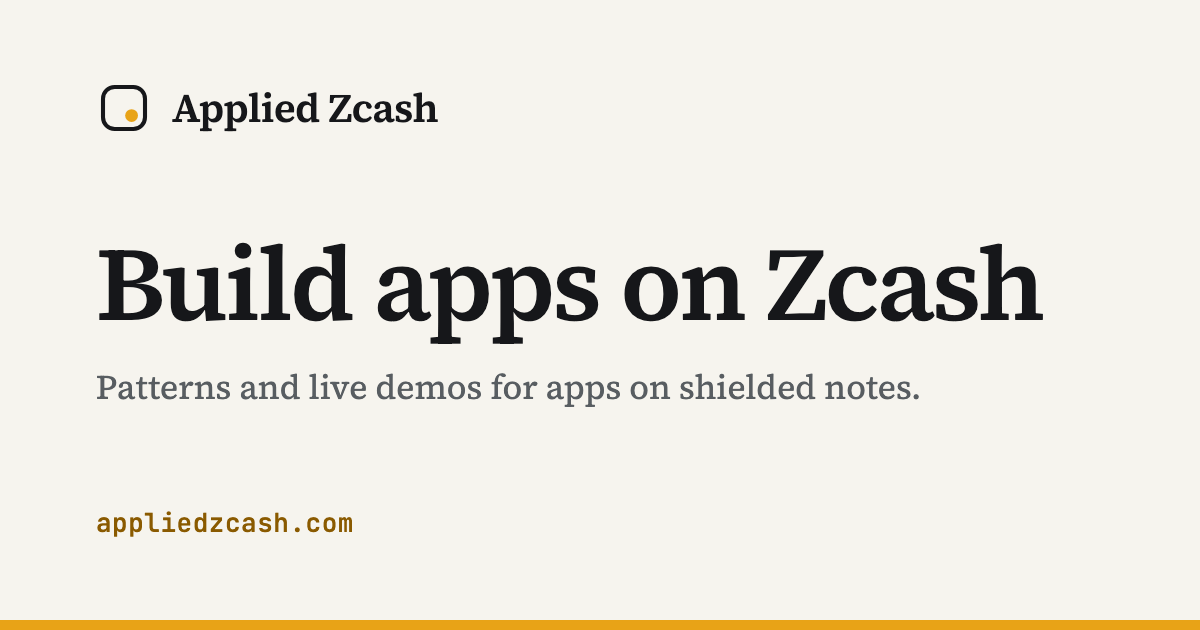 Applied Zcash
Build apps on Zcash
Patterns and live demos for apps on shielded notes.
appliedzcash.com